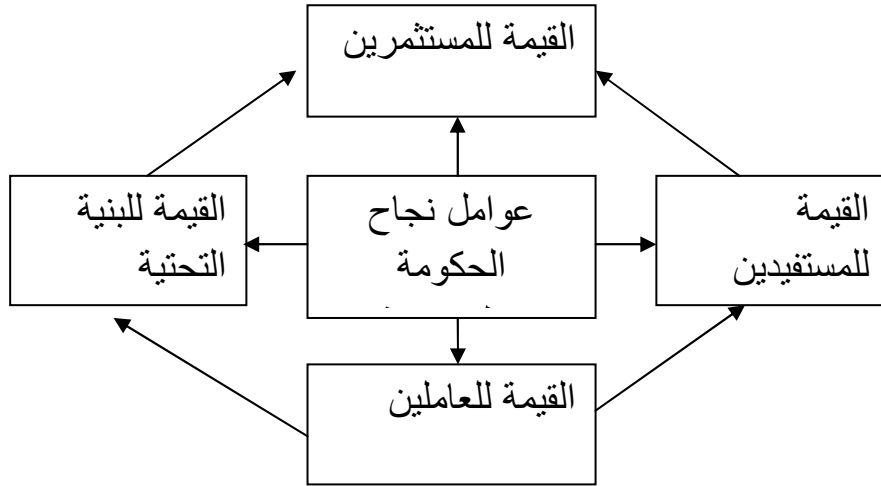 القيمة للمستثمرين
القيمة
للمستفيدين
عوامل نجاح
الحكومة
القيمة للبنية
التحتية
القيمة للعاملين